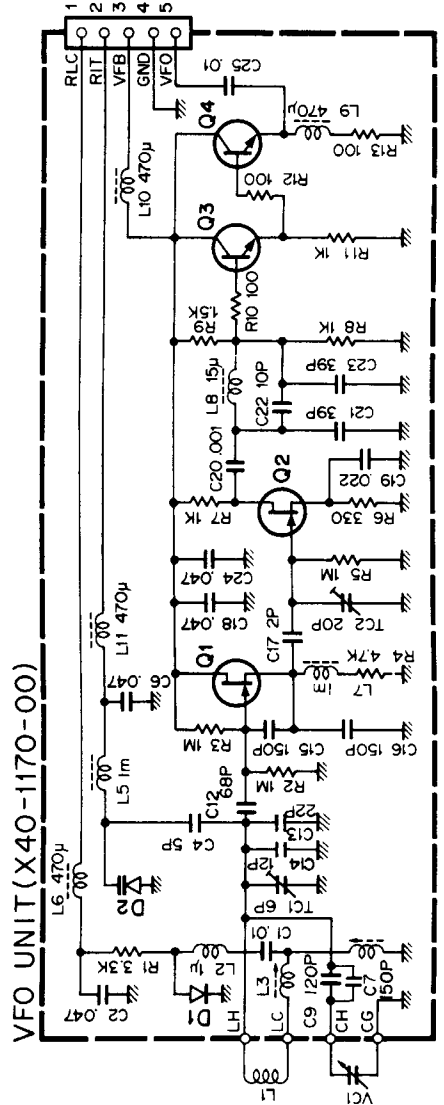 VFO UNIT (X40-1170-00)
RLC 1
RIT 2
VFB 3
GND 4
VFO 5
C25 .01
L10 470μ
Q4
L9 470μ
R13 100
R12 100
Q3
R11 1K
R10 100
R9 1.5K
R8 1K
L8 15μ
C22 10P
C23 39P
C21 39P
C20 .001
Q2
C19 .022
R7 1K
R6 330
C24 .047
C18 .047
R5 1M
TC2 20P
C17 2P
L11 470μ
C6 .047
Q1
R4 4.7K
L7 1m
R3 1M
C15 150P
C16 150P
R2 1M
L5 1m
C12 68P
C13 22P
C4 5P
C14 12P
TC1 6P
D2
L6 470μ
R1 3.3K
C2 .047
L2 1μ
C1 .01
D1
L3
C9 120P
C7 150P
LH
LC
CH
CG
L1
VC1